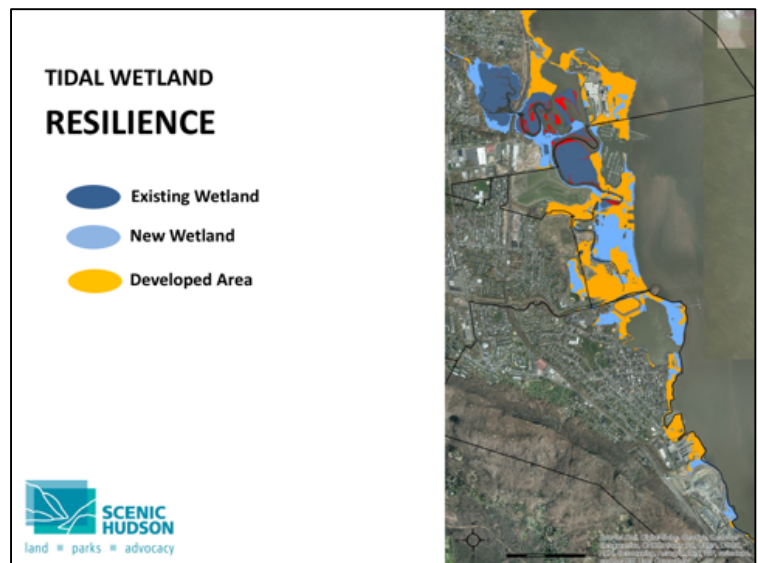 TIDAL WETLAND
RESILIENCE
Existing Wetland
New Wetland
Developed Area
SCENIC
HUDSON
land parks advocacy